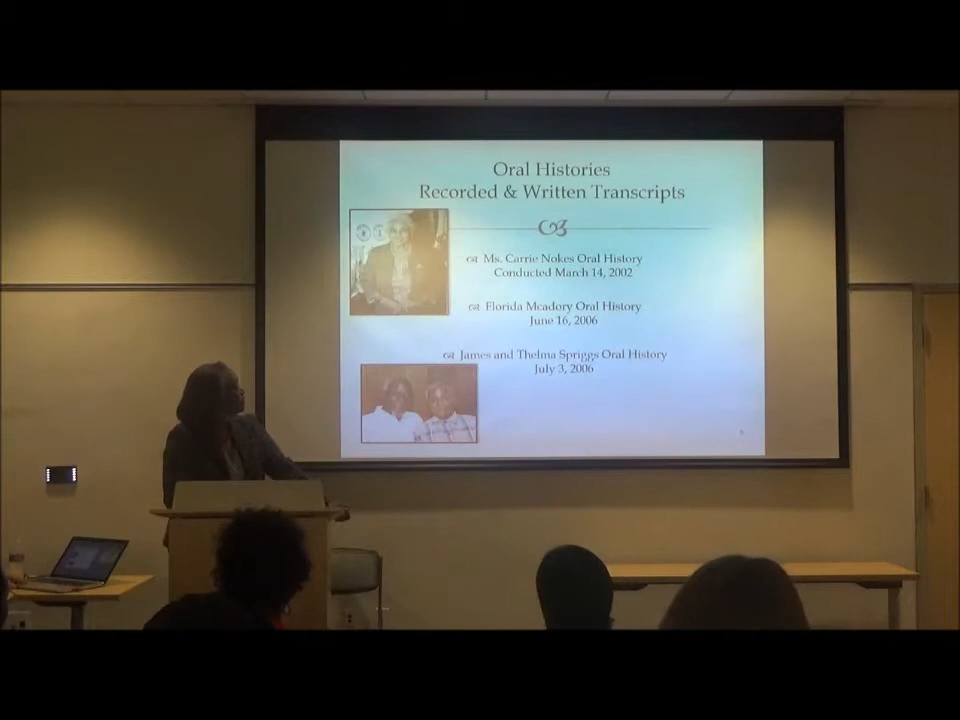 Oral Histories
Recorded & Written Transcripts
Ms. Carrie Nokes Oral History
Conducted March 14, 2002
Florida Mcadory Oral History
June 16, 2006
James and Thelma Spriggs Oral History
July 3, 2006